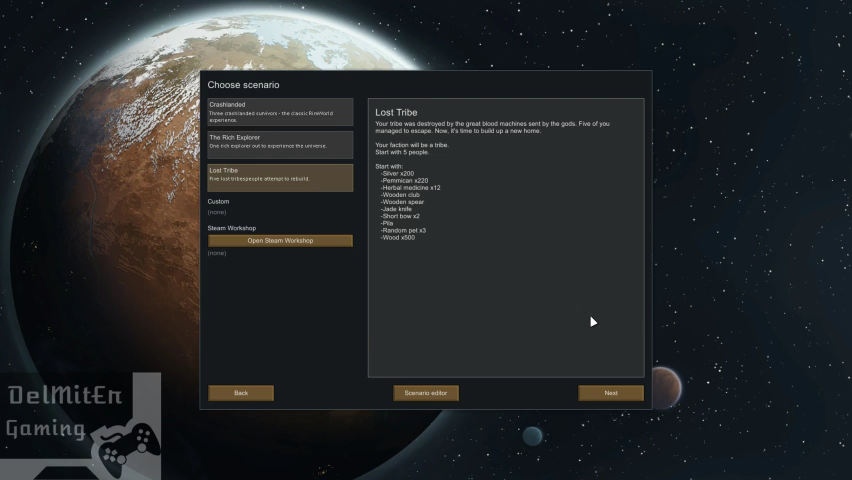 Choose scenario
Crashlanded
Three crashlanded survivors - the classic RimWorld
experience.
The Rich Explorer
One rich explorer out to experience the universe.
Lost Tribe
Five lost tribespeople attempt to rebuild.
Custom
(none)
Steam Workshop
Open Steam Workshop
(none)
Lost Tribe
Your tribe was destroyed by the great blood machines sent by the gods. Five of you
managed to escape. Now, it's time to build up a new home.
Your faction will be a tribe.
Start with 5 people.
Start with:
-Silver x200
-Pemmican x220
-Herbal medicine x12
-Wooden club
-Wooden spear
-Jade knife
-Short bow x2
-Pila
-Random pet x3
-Wood x500
Back
Scenario editor
Next
DelMitEn
Gaming